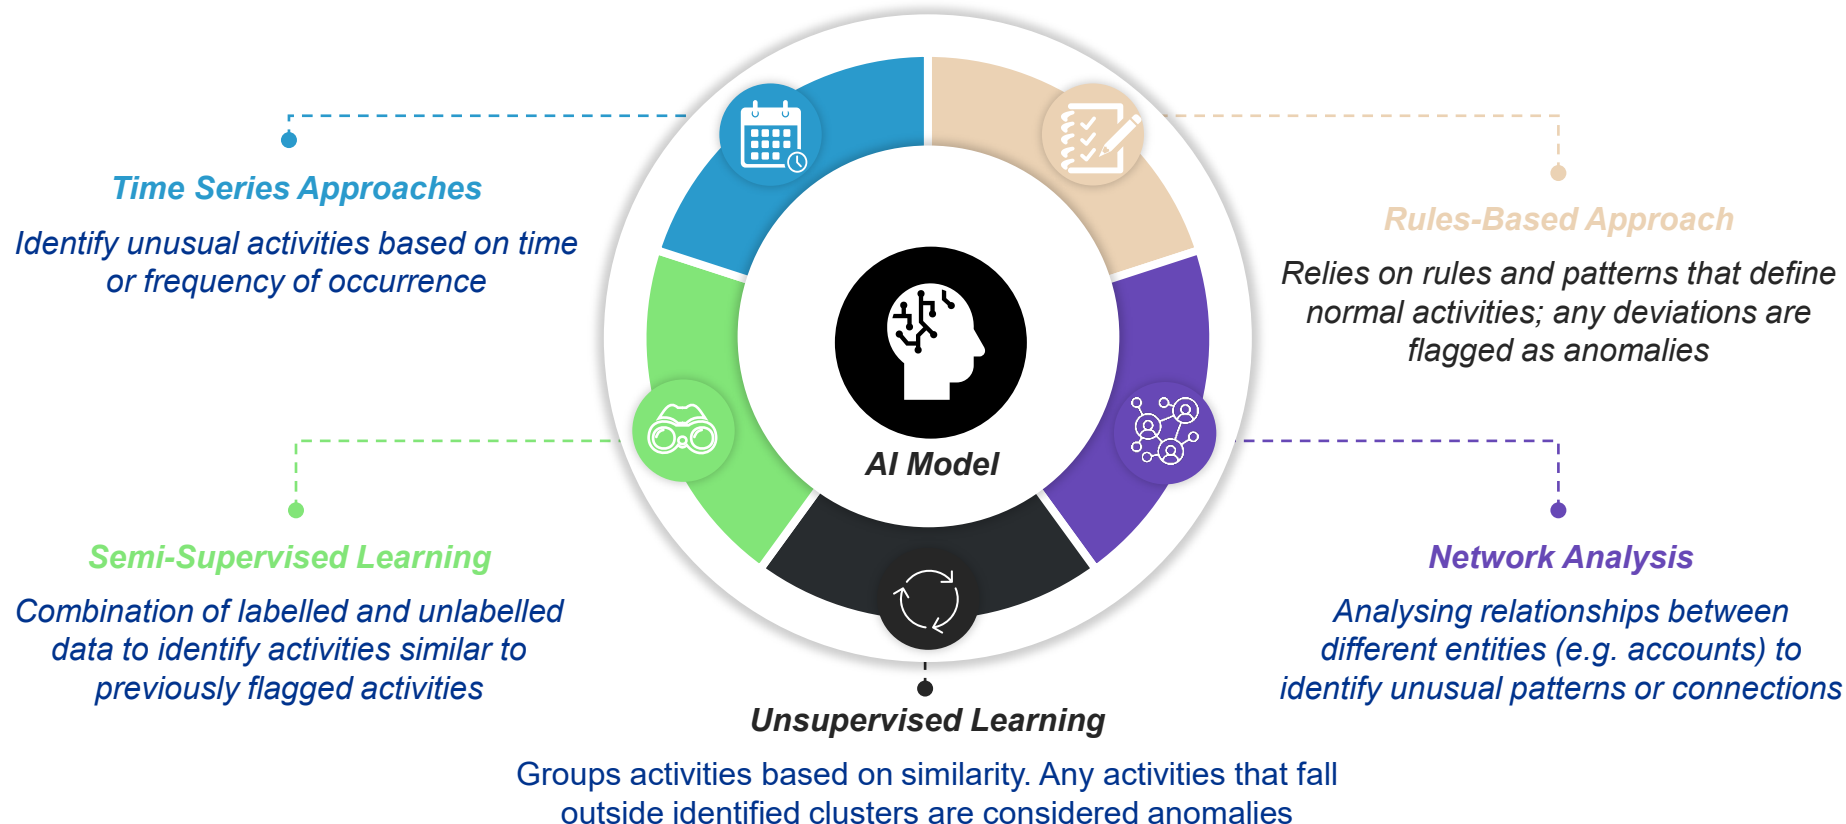 Time Series Approaches
Identify unusual activities based on time
or frequency of occurrence
Rules-Based Approach
Relies on rules and patterns that define
normal activities; any deviations are
flagged as anomalies
AI Model
Semi-Supervised Learning
Combination of labelled and unlabelled
data to identify activities similar to
previously flagged activities
Network Analysis
Analysing relationships between
different entities (e.g. accounts) to
identify unusual patterns or connections
Unsupervised Learning
Groups activities based on similarity. Any activities that fall
outside identified clusters are considered anomalies